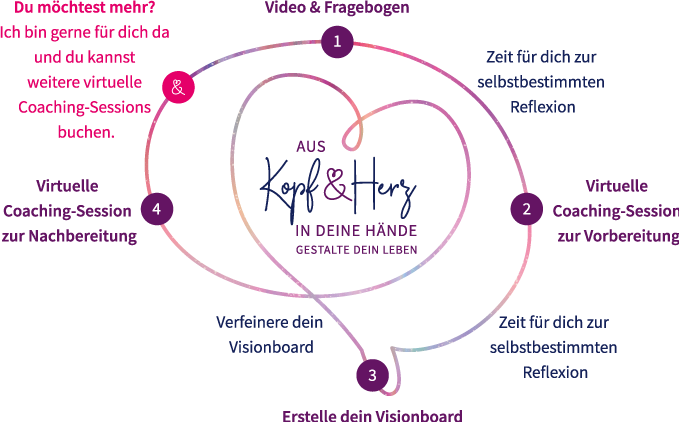 Video & Fragebogen
1
Zeit für dich zur
selbstbestimmten
Reflexion
2
Virtuelle
Coaching-Session
zur Vorbereitung
Zeit für dich zur
selbstbestimmten
Reflexion
3
Erstelle dein Visionboard
Verfeinere dein
Visionboard
4
Virtuelle
Coaching-Session
zur Nachbereitung
&
Du möchtest mehr?
Ich bin gerne für dich da
und du kannst
weitere virtuelle
Coaching-Sessions
buchen.
AUS
Kopf & Herz
IN DEINE HÄNDE
GESTALTE DEIN LEBEN